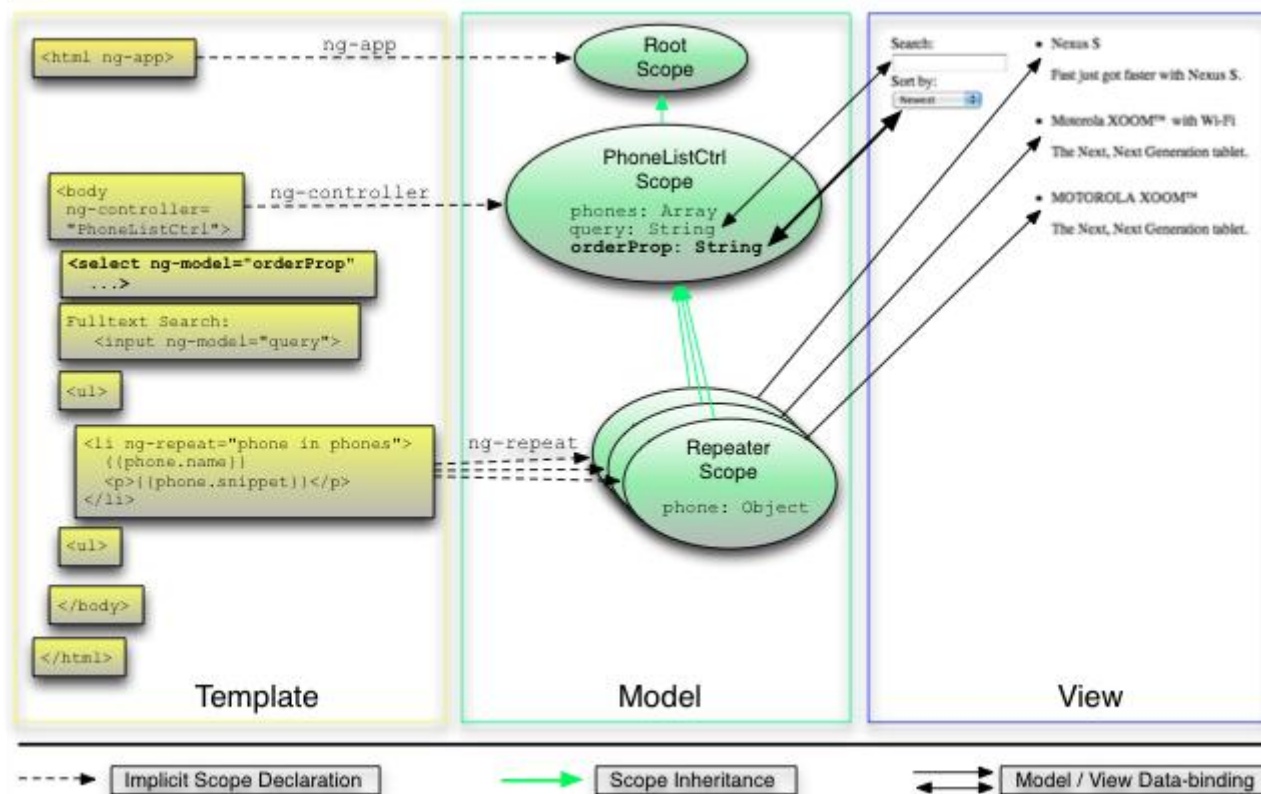 <html ng-app>
ng-app
<body
ng-controller=
"PhoneListCtrl">
ng-controller
<select ng-model="orderProp"
...>
Fulltext Search:
<input ng-model="query">
<ul>
<li ng-repeat="phone in phones">
{{phone.name}}
<p>{{phone.snippet}}</p>
</li>
ng-repeat
<ul>
</body>
</html>
Template
Root
Scope
PhoneListCtrl
Scope
phones: Array
query: String
orderProp: String
Repeater
Scope
phone: Object
Model
Search:
Sort by:
Newest
Nexus S
Fast just got faster with Nexus S.
Motorola XOOM™ with Wi-Fi
The Next, Next Generation tablet.
MOTOROLA XOOM™
The Next, Next Generation tablet.
View
Implicit Scope Declaration
Scope Inheritance
Model / View Data-binding